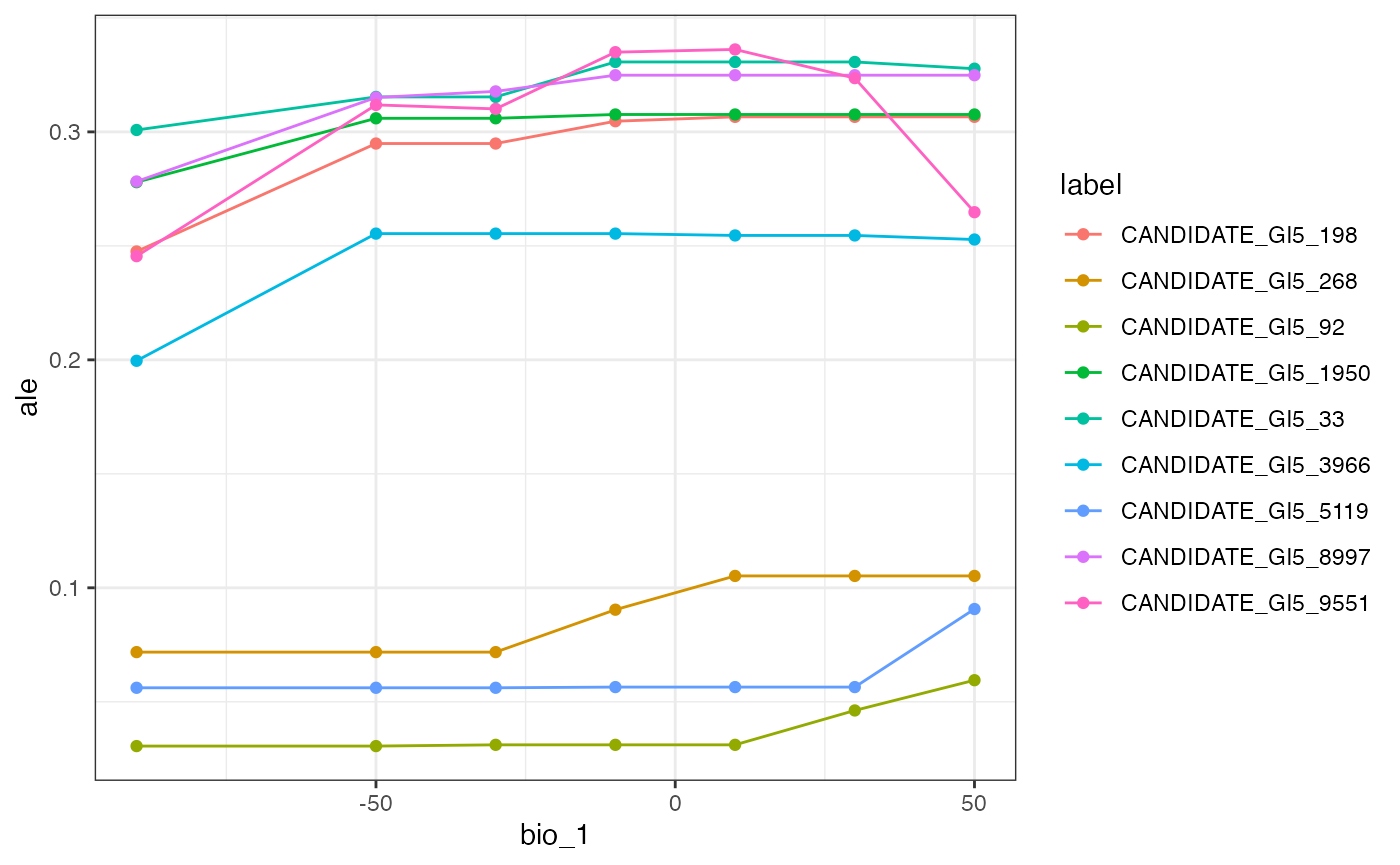 ale
0.3
0.2
0.1
-50
0
50
bio_1
label
CANDIDATE_GI5_198
CANDIDATE_GI5_268
CANDIDATE_GI5_92
CANDIDATE_GI5_1950
CANDIDATE_GI5_33
CANDIDATE_GI5_3966
CANDIDATE_GI5_5119
CANDIDATE_GI5_8997
CANDIDATE_GI5_9551